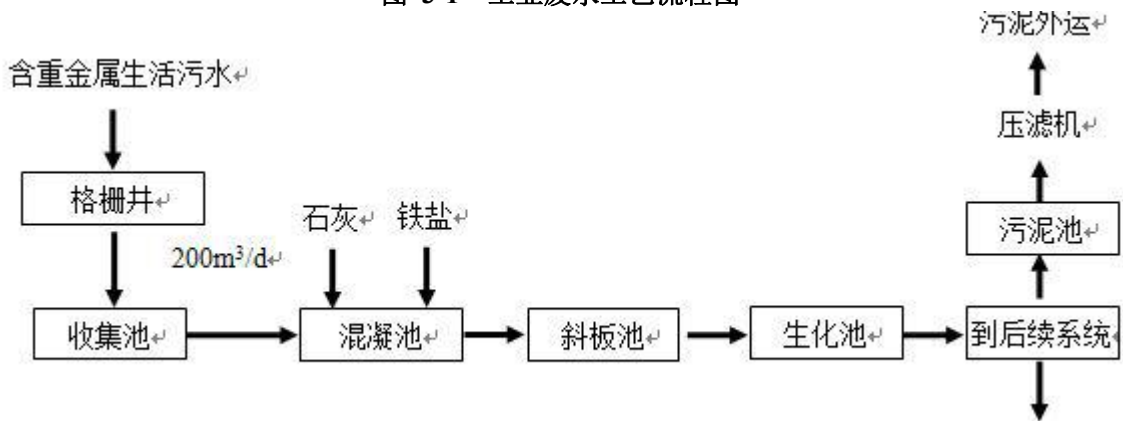 污泥外运
含重金属生活污水
压滤机
格栅井
石灰 铁盐
污泥池
200m³/d
收集池
混凝池
斜板池
生化池
到后续系统